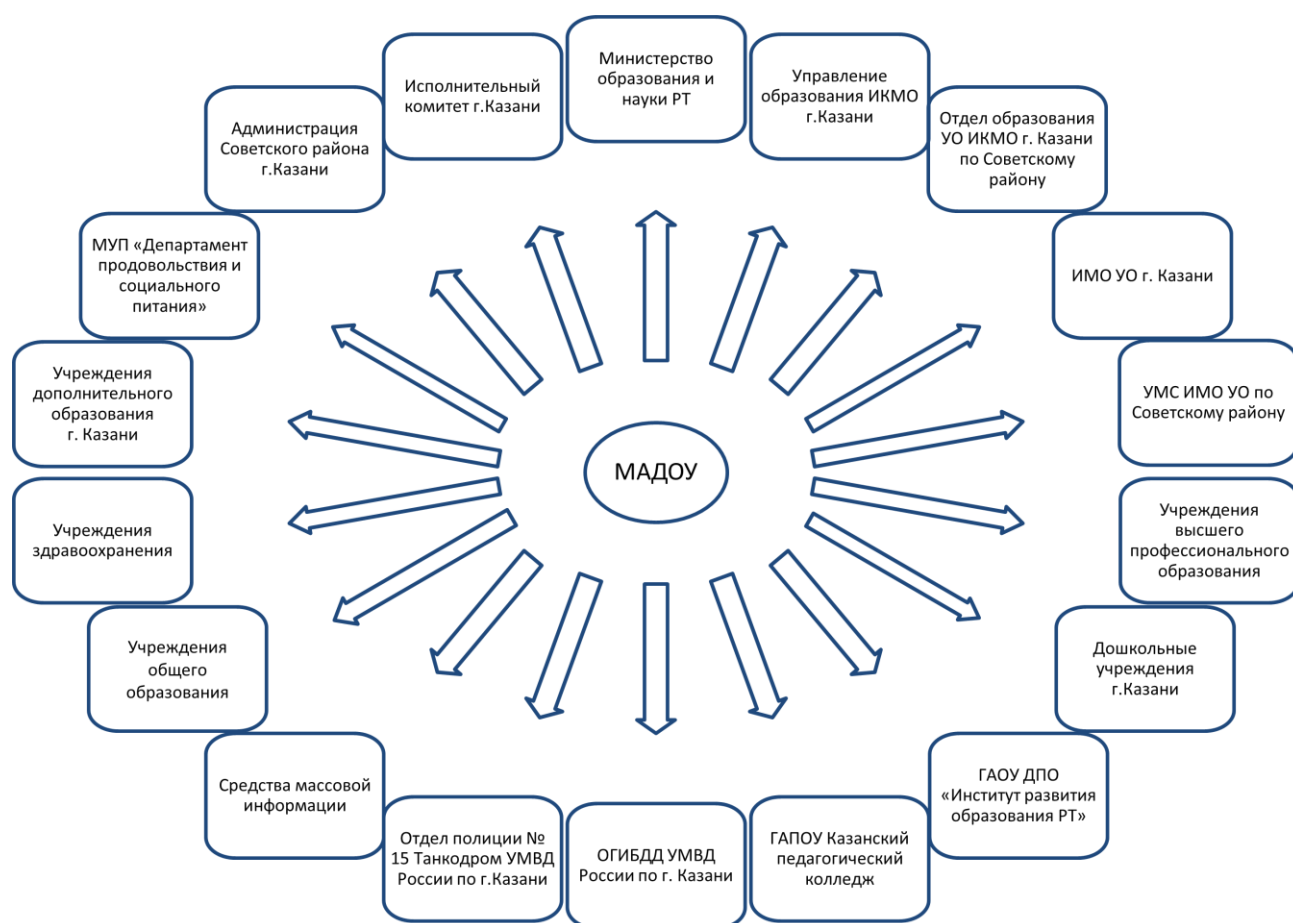 Министерство
образования и
науки РТ
Управление
образования ИКМО
г.Казани
Отдел образования
УО ИКМО г. Казани
по Советскому
району
ИМО УО г. Казани
УМС ИМО УО по
Советскому району
Учреждения
высшего
профессионального
образования
Дошкольные
учреждения
г.Казани
ГАОУ ДПО
«Институт развития
образования РТ»
ГАПОУ Казанский
педагогический
колледж
ОГИБДД УМВД
России по г. Казани
Отдел полиции №
15 Танкодром УМВД
России по г.Казани
Средства массовой
информации
Учреждения
общего
образования
Учреждения
здравоохранения
Учреждения
дополнительного
образования
г. Казани
МУП «Департамент
продовольствия и
социального
питания»
Администрация
Советского района
г.Казани
Исполнительный
комитет г.Казани
МАДОУ